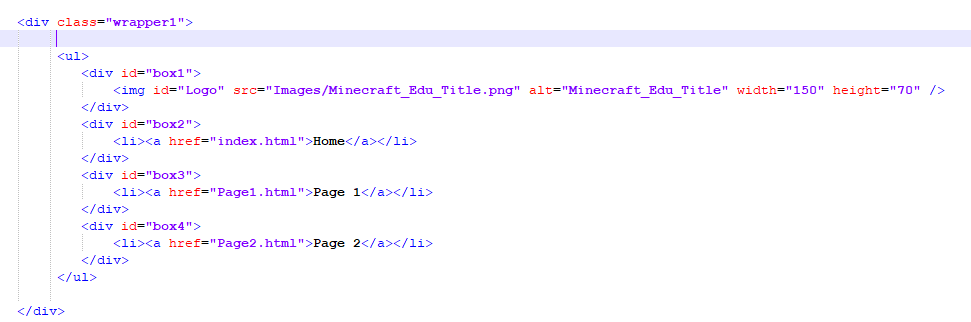 <div class="wrapper1">
<ul>
<div id="box1">
<img id="Logo" src="Images/Minecraft_Edu_Title.png" alt="Minecraft_Edu_Title" width="150" height="70" />
</div>
<div id="box2">
<li><a href="index.html">Home</a></li>
</div>
<div id="box3">
<li><a href="Page1.html">Page 1</a></li>
</div>
<div id="box4">
<li><a href="Page2.html">Page 2</a></li>
</div>
</ul>
</div>